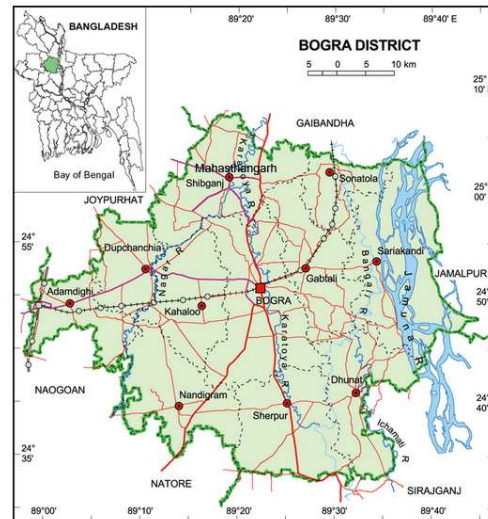 89°10'
89°20'
89°30'
89°40' E
BANGLADESH
Bay of Bengal
BOGRA DISTRICT
5 0 5 10 km
25°
10'
GAIBANDHA
Mahasthangarh
Shibganj
Karatoya R
Sonatola
25°
00'
JOYPURHAT
24°
55'
Dupchanchia
Nagar R
Gabtali
Bangali R
Sariakandi
Jamuna R
JAMALPUR
Adamdighi
Kahaloo
BOGRA
24°
50'
NAOGOAN
Karatoya R
Nandigram
Sherpur
Dhunat
24°
40'
Ichamati R
24°
35'
NATORE
SIRAJGANJ
89°00'
89°10'
89°20'
89°30'
89°40'